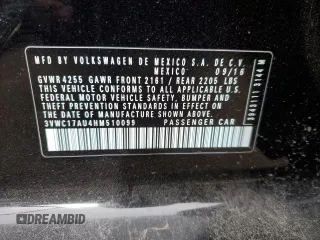 MFD BY VOLKSWAGEN DE MEXICO S.A. DE C.V.
MEXICO 09/16
GVWR 4255 GAWR FRONT 2161 / REAR 2205 LBS
THIS VEHICLE CONFORMS TO ALL APPLICABLE U.S.
FEDERAL MOTOR VEHICLE SAFETY, BUMPER AND
THEFT PREVENTION STANDARDS IN EFFECT ON
THE DATE OF MANUFACTURE SHOWN ABOVE.
3VWC17AU4HM510099 PASSENGER CAR
© DEALERSHIP AMBID